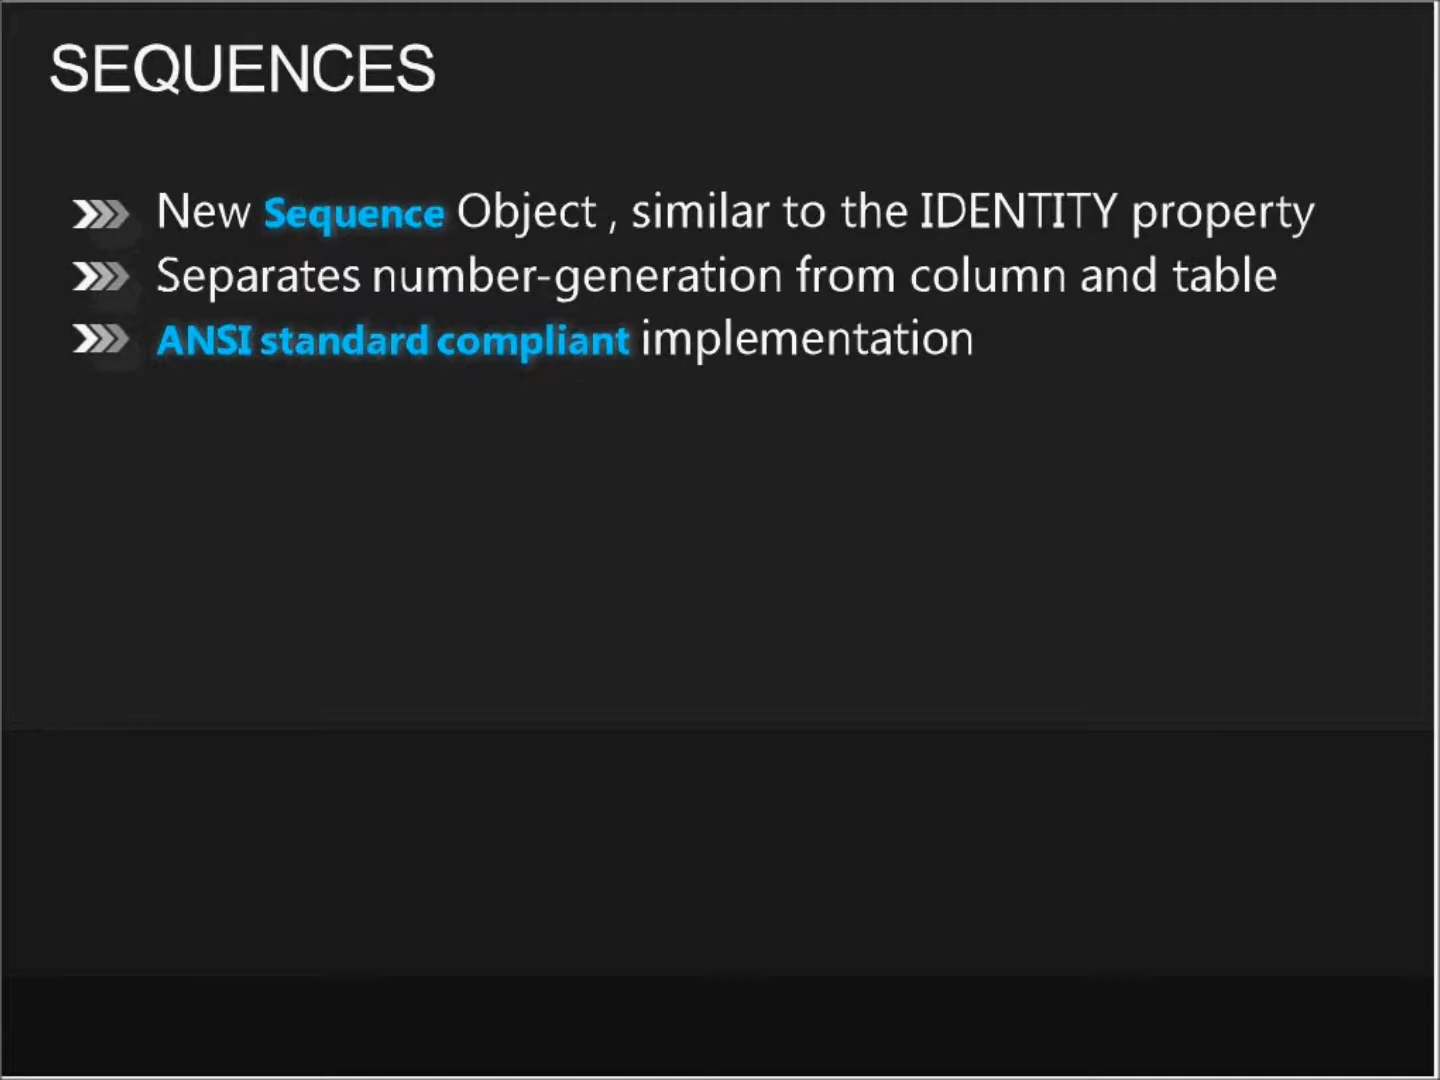 SEQUENCES
New Sequence Object , similar to the IDENTITY property
Separates number-generation from column and table
ANSI standard compliant implementation